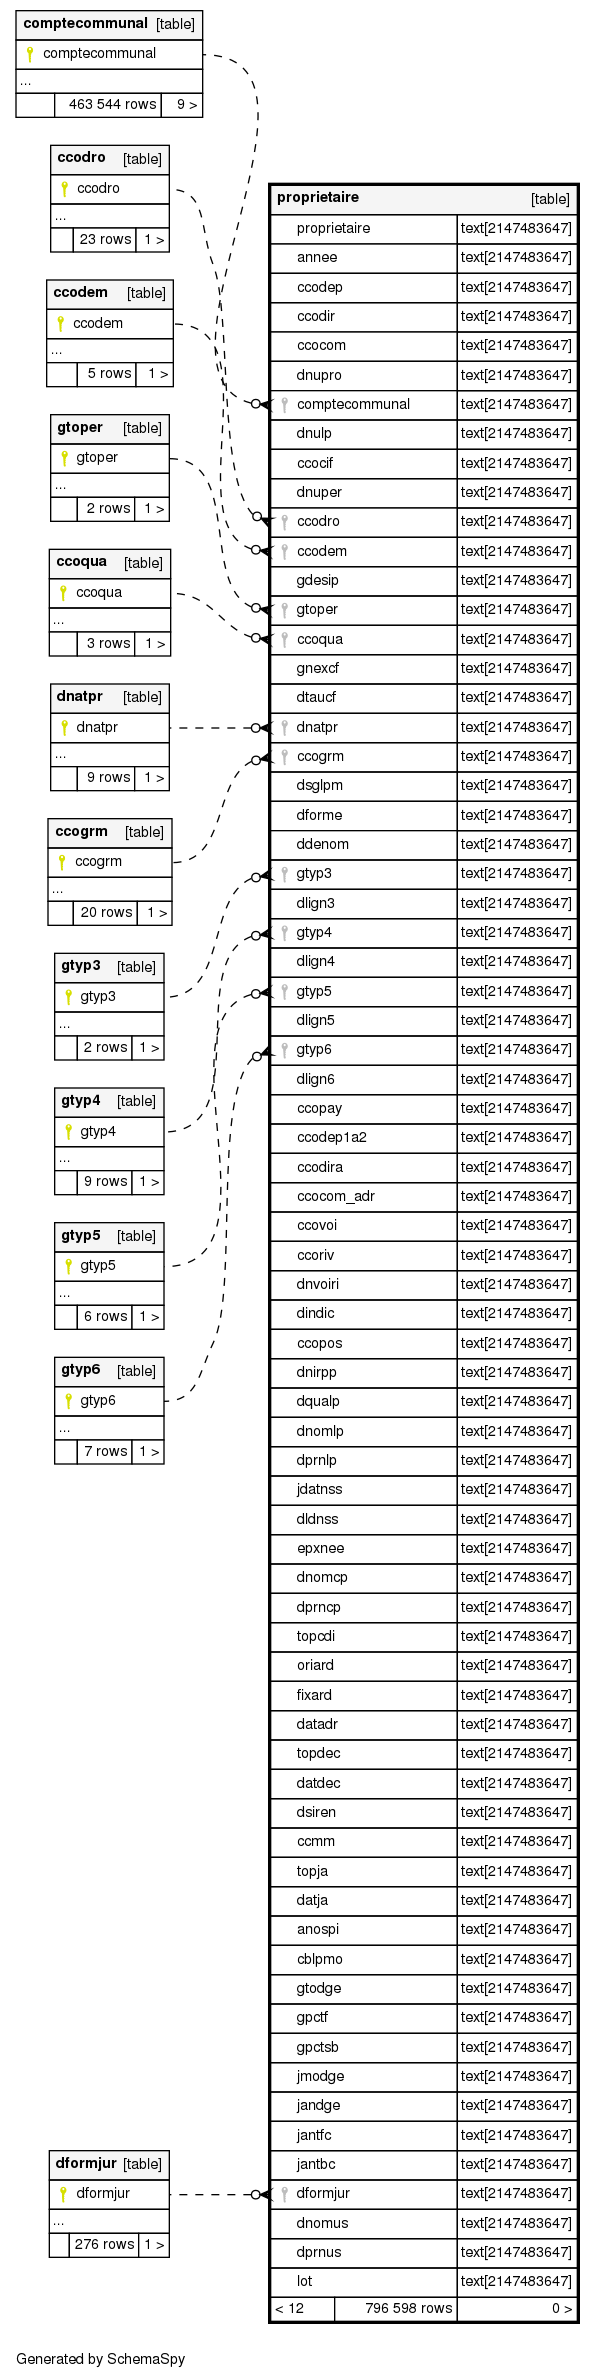 comptecommunal [table]
comptecommunal
...
463 544 rows 9 >
ccodro [table]
ccodro
...
23 rows 1 >
ccodem [table]
ccodem
...
5 rows 1 >
gtoper [table]
gtoper
...
2 rows 1 >
ccoqua [table]
ccoqua
...
3 rows 1 >
dnatpr [table]
dnatpr
...
9 rows 1 >
ccogrm [table]
ccogrm
...
20 rows 1 >
gtyp3 [table]
gtyp3
...
2 rows 1 >
gtyp4 [table]
gtyp4
...
9 rows 1 >
gtyp5 [table]
gtyp5
...
6 rows 1 >
gtyp6 [table]
gtyp6
...
7 rows 1 >
dformjur [table]
dformjur
...
276 rows 1 >
proprietaire [table]
proprietaire text[2147483647]
annee text[2147483647]
ccodep text[2147483647]
ccodir text[2147483647]
ccocom text[2147483647]
dnupro text[2147483647]
comptecommunal text[2147483647]
dnulp text[2147483647]
ccocif text[2147483647]
dnuper text[2147483647]
ccodro text[2147483647]
ccodem text[2147483647]
gdesip text[2147483647]
gtoper text[2147483647]
ccoqua text[2147483647]
gnexcf text[2147483647]
dtaucf text[2147483647]
dnatpr text[2147483647]
ccogrm text[2147483647]
dsglpm text[2147483647]
dforme text[2147483647]
ddenom text[2147483647]
gtyp3 text[2147483647]
dlign3 text[2147483647]
gtyp4 text[2147483647]
dlign4 text[2147483647]
gtyp5 text[2147483647]
dlign5 text[2147483647]
gtyp6 text[2147483647]
dlign6 text[2147483647]
ccopay text[2147483647]
ccodep1a2 text[2147483647]
ccodira text[2147483647]
ccocom_adr text[2147483647]
ccovoi text[2147483647]
ccoriv text[2147483647]
dnvoiri text[2147483647]
dindic text[2147483647]
ccopos text[2147483647]
dnirpp text[2147483647]
dqualp text[2147483647]
dnomlp text[2147483647]
dprnlp text[2147483647]
jdatnss text[2147483647]
dldnss text[2147483647]
epxnee text[2147483647]
dnomcp text[2147483647]
dprncp text[2147483647]
topcdi text[2147483647]
oriard text[2147483647]
fixard text[2147483647]
datadr text[2147483647]
topdec text[2147483647]
datdec text[2147483647]
dsiren text[2147483647]
ccmm text[2147483647]
topja text[2147483647]
datja text[2147483647]
anospi text[2147483647]
cblpmo text[2147483647]
gtodge text[2147483647]
gpctf text[2147483647]
gpctsb text[2147483647]
jmodge text[2147483647]
jandge text[2147483647]
jantfc text[2147483647]
jantbc text[2147483647]
dformjur text[2147483647]
dnomus text[2147483647]
dprnus text[2147483647]
lot text[2147483647]
< 12 796 598 rows 0 >
Generated by SchemaSpy